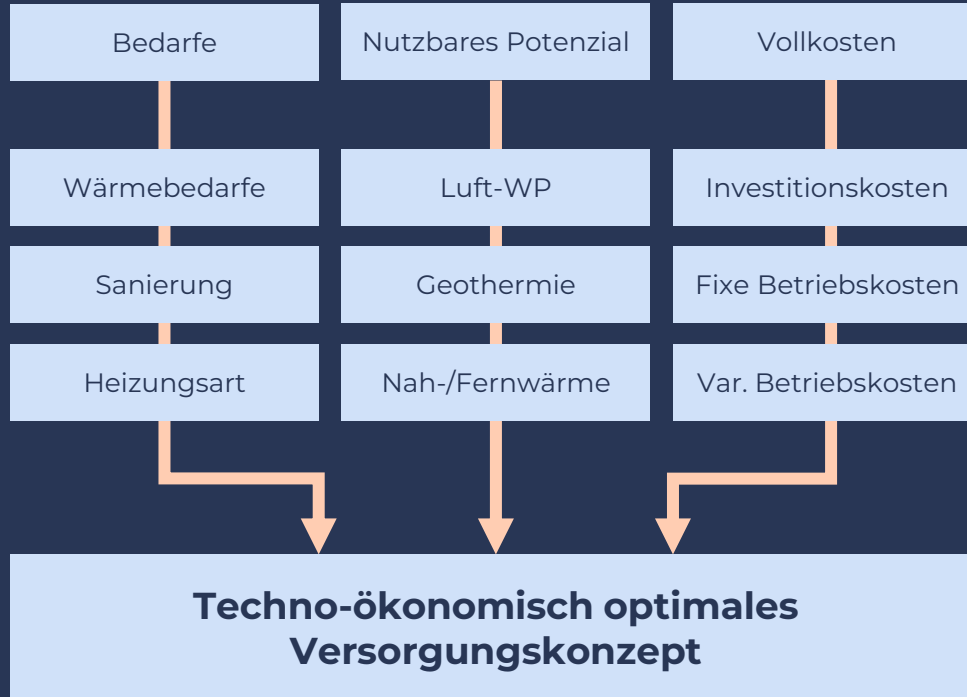 Bedarfe
Nutzbares Potenzial
Vollkosten
Wärmebedarfe
Luft-WP
Investitionskosten
Sanierung
Geothermie
Fixe Betriebskosten
Heizungsart
Nah-/Fernwärme
Var. Betriebskosten
Techno-ökonomisch optimales
Versorgungskonzept